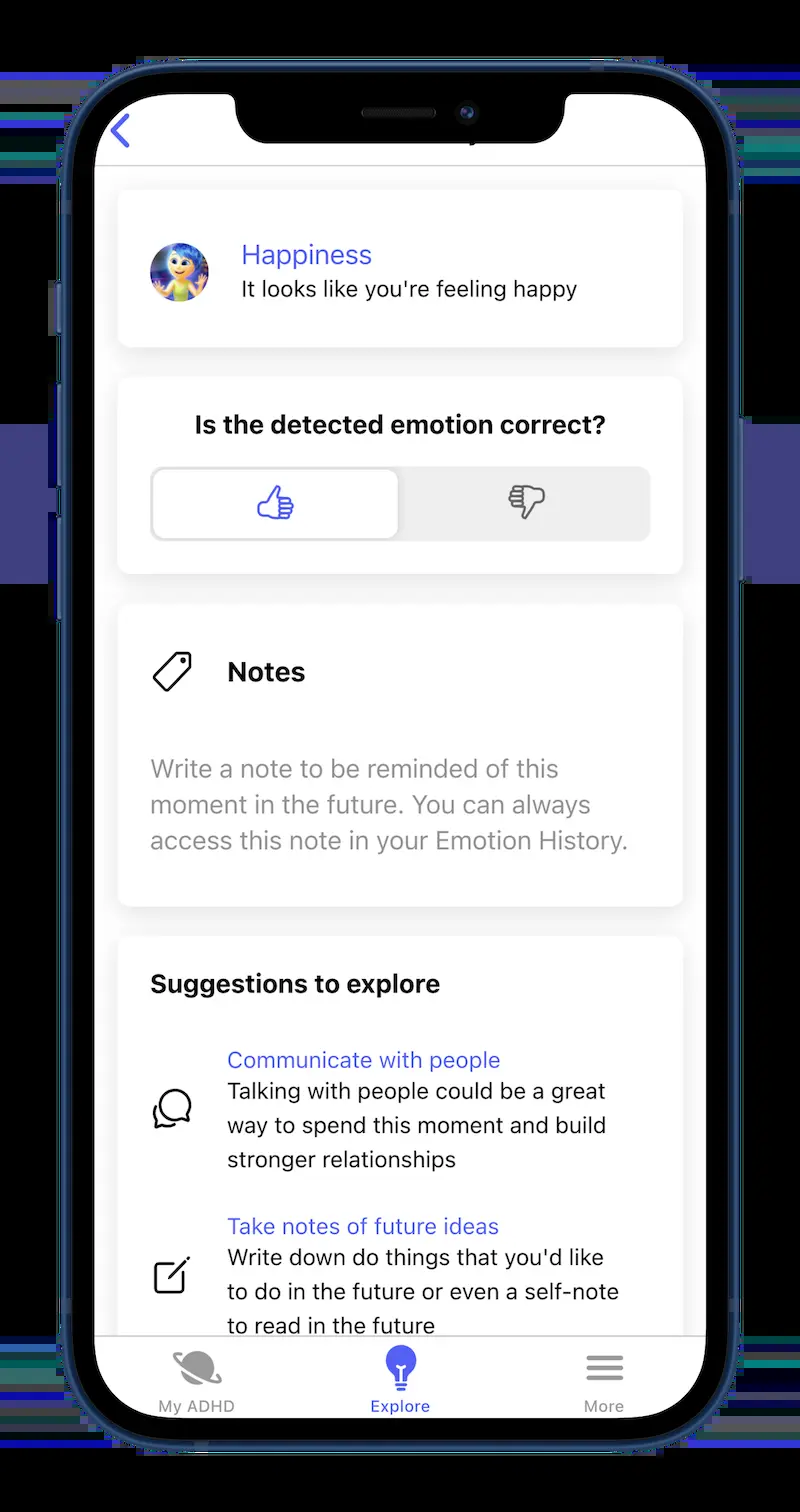 Happiness
It looks like you're feeling happy
Is the detected emotion correct?
Notes
Write a note to be reminded of this
moment in the future. You can always
access this note in your Emotion History.
Suggestions to explore
Communicate with people
Talking with people could be a great
way to spend this moment and build
stronger relationships
Take notes of future ideas
Write down do things that you'd like
to do in the future or even a self-note
to read in the future
My ADHD
Explore
More